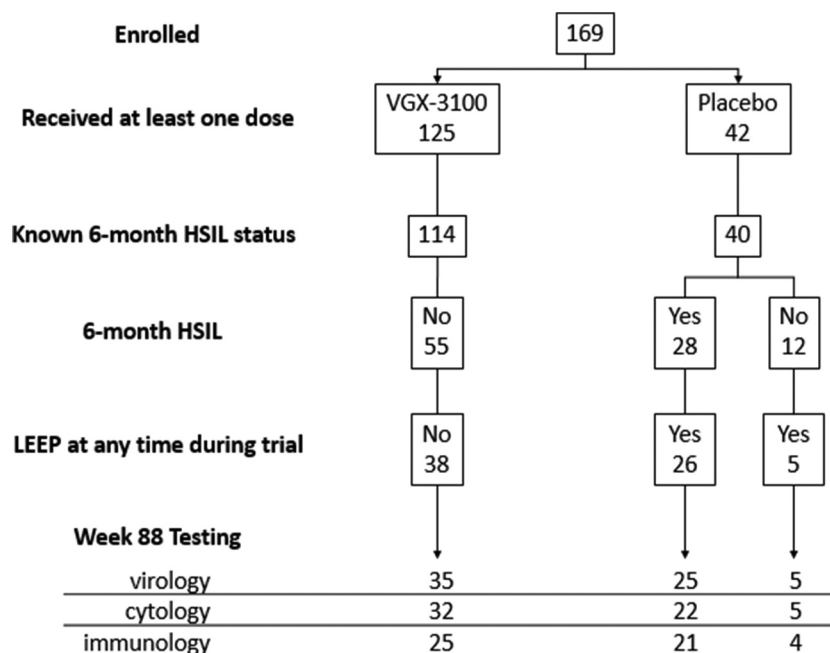 Enrolled 169
Received at least one dose VGX-3100 Placebo
125 42
Known 6-month HSIL status 114 40
6-month HSIL No Yes No
55 28 12
LEEP at any time during trial No Yes Yes
38 26 5
Week 88 Testing
virology 35 25 5
cytology 32 22 5
immunology 25 21 4